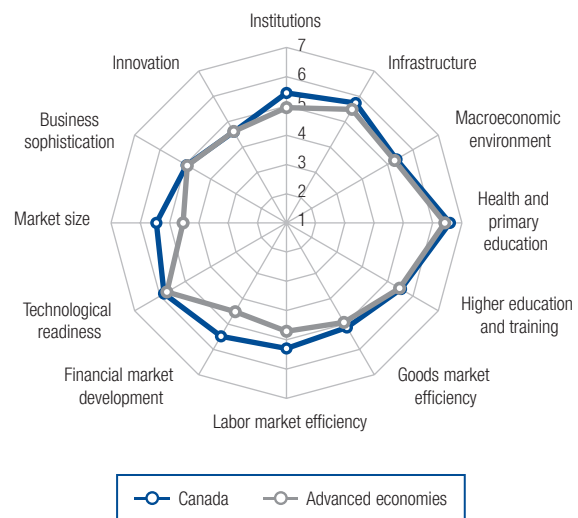 Institutions
7
6
5
4
3
2
1
Innovation
Infrastructure
Business
sophistication
Macroeconomic
environment
Market size
Health and
primary
education
Technological
readiness
Higher education
and training
Financial market
development
Goods market
efficiency
Labor market efficiency
Canada
Advanced economies